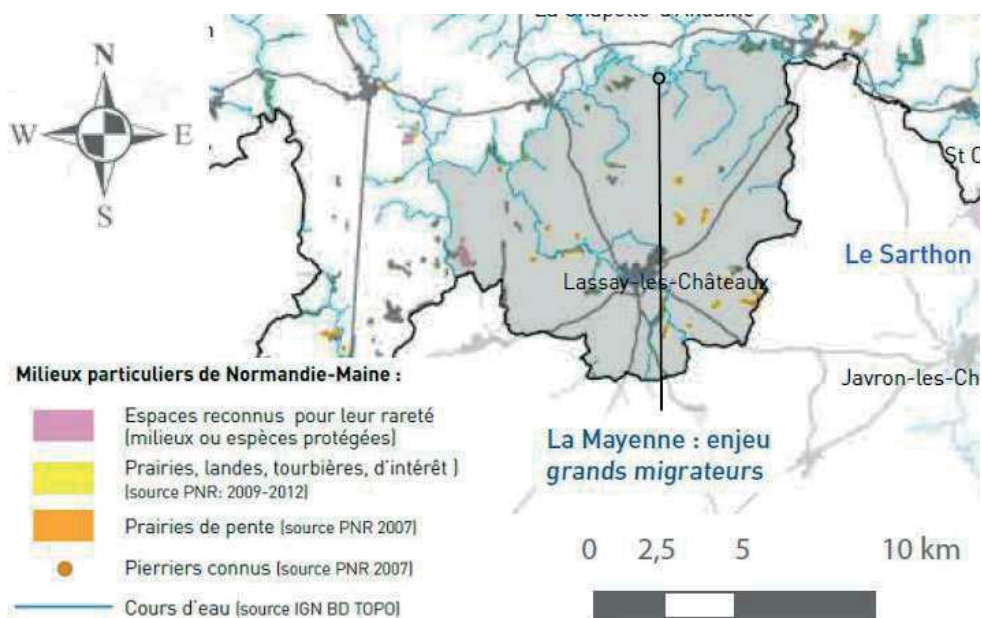 N
W
E
S
St
Le Sarthon
Lassay-les-Châteaux
Javron-les-Ch
Milieux particuliers de Normandie-Maine :
Espaces reconnus pour leur rareté
(milieux ou espèces protégées)
Prairies, landes, tourbières, d'intérêt )
(source PNR: 2009-2012)
Prairies de pente (source PNR 2007)
Pierriers connus (source PNR 2007)
Cours d'eau (source IGN BD TOPO)
La Mayenne : enjeu
grands migrateurs
0 2,5 5 10 km